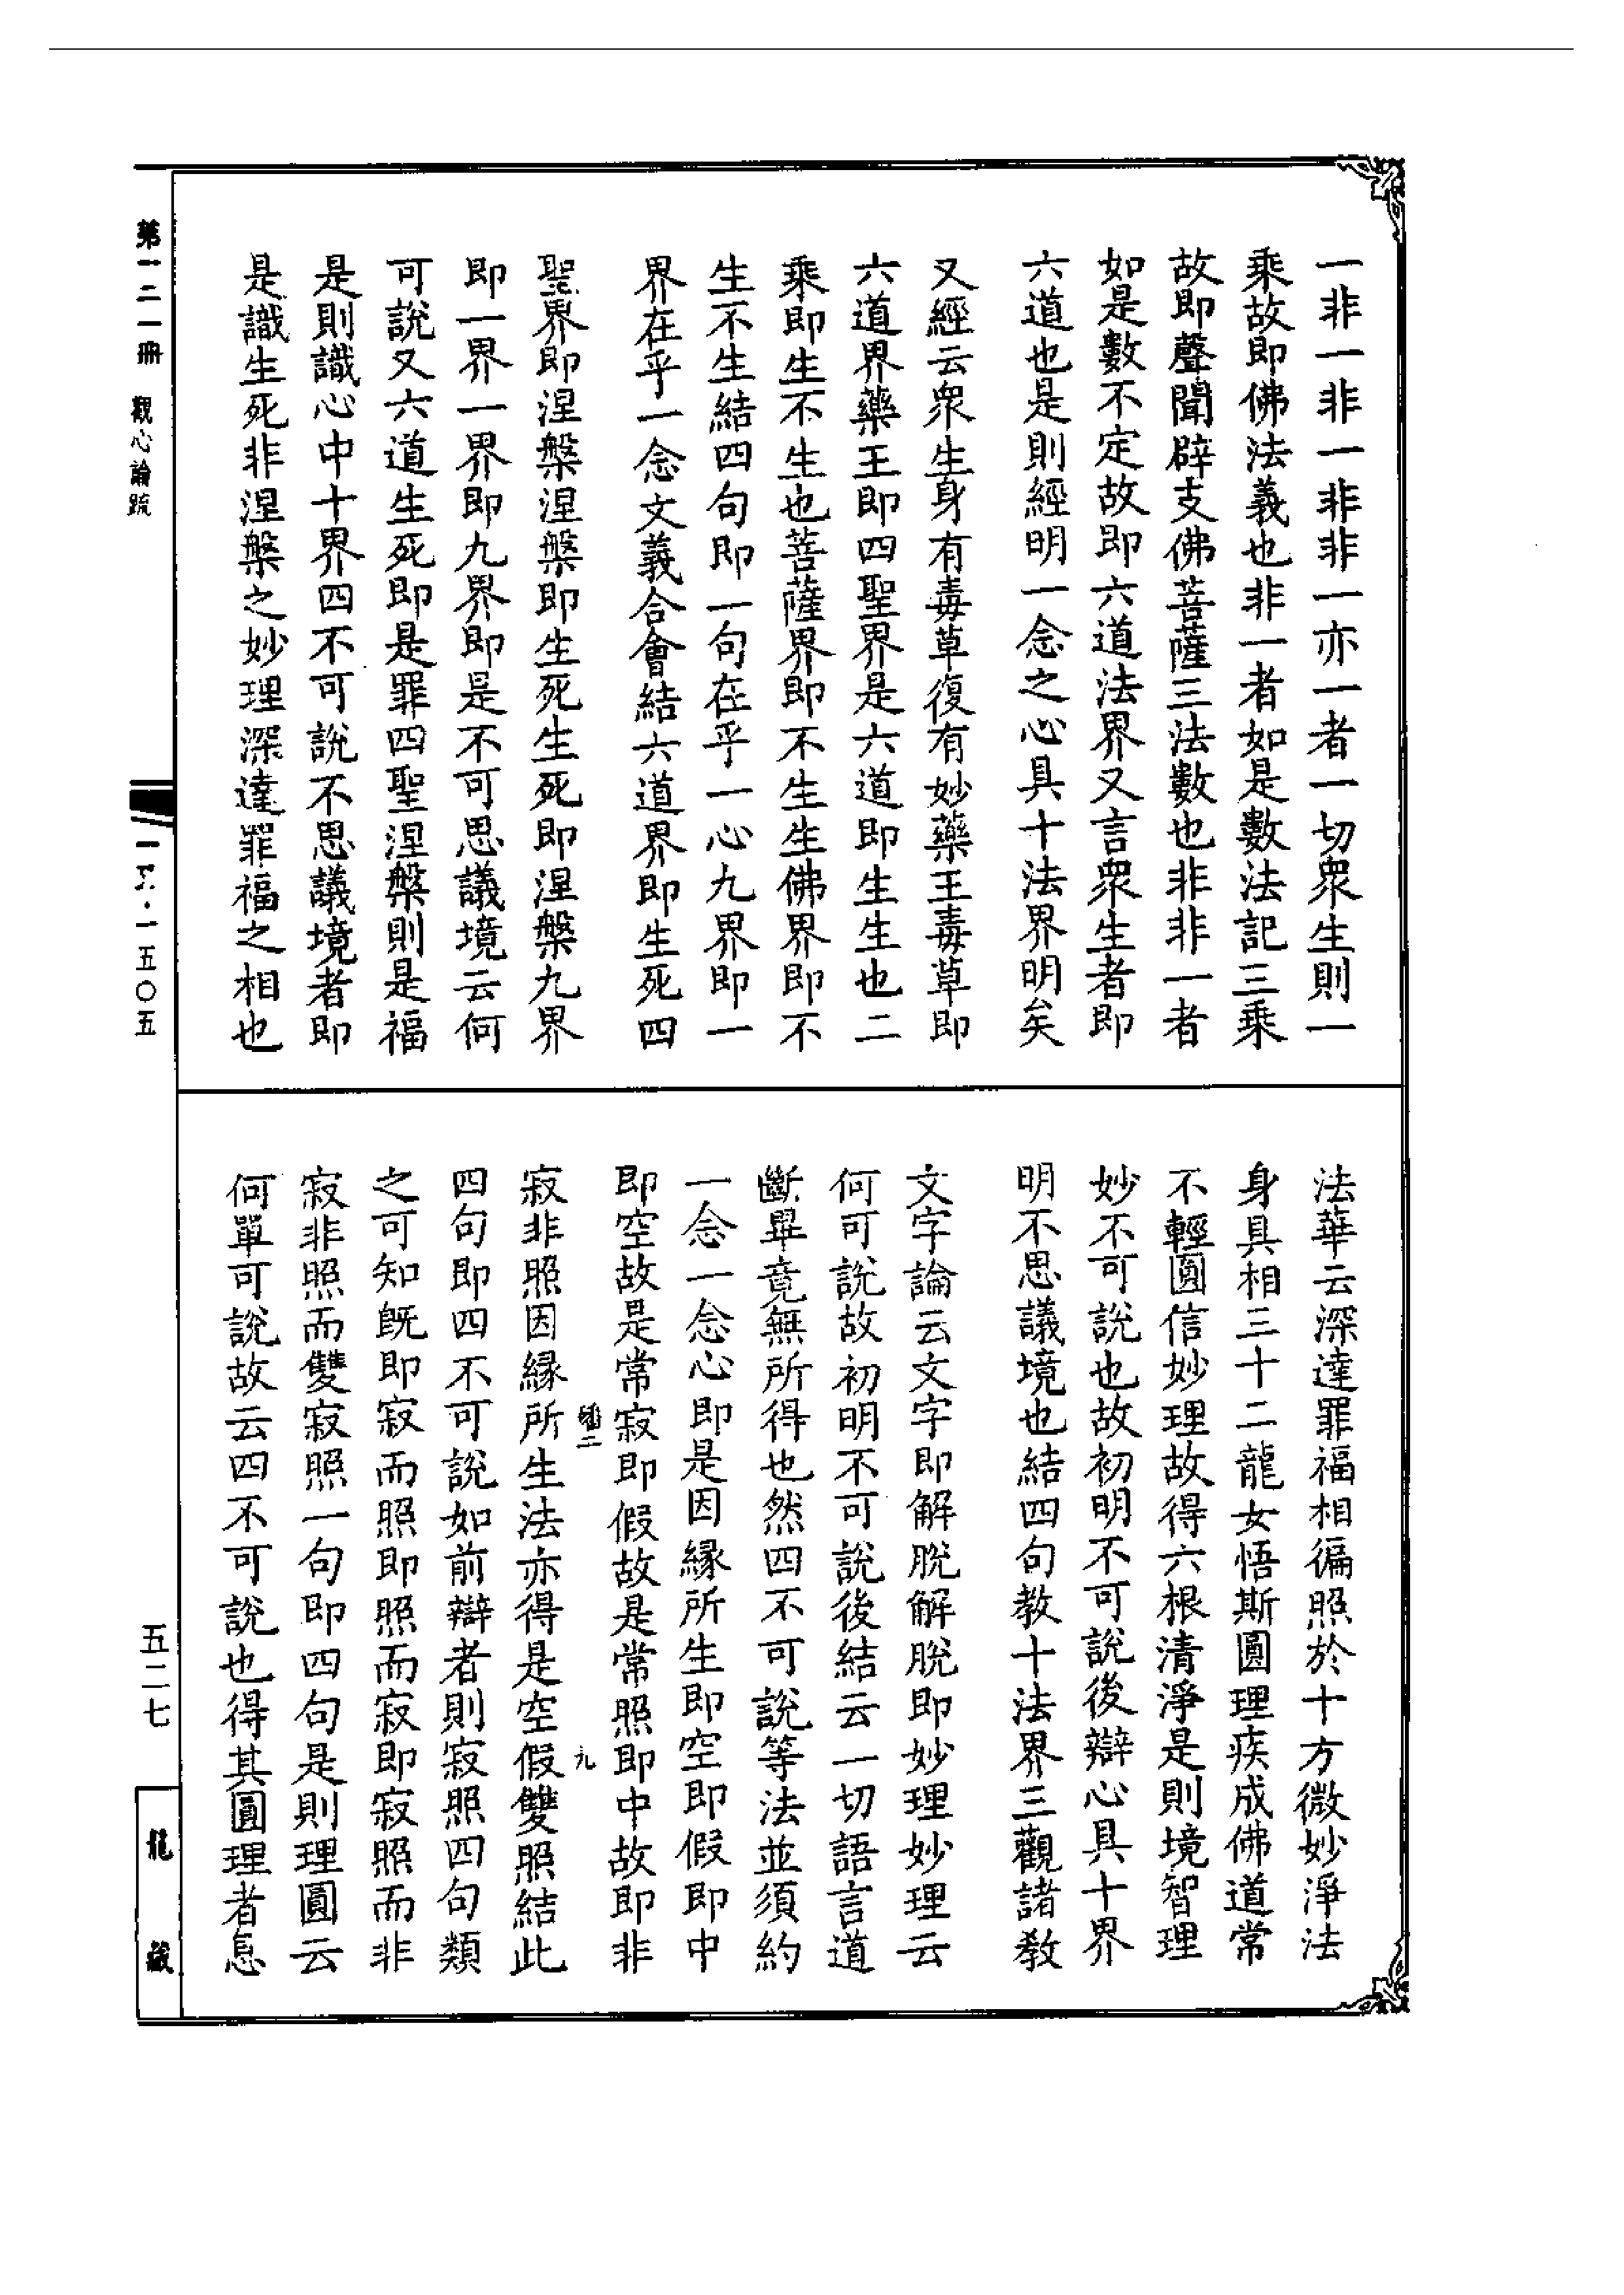 一非一非一非非一亦一者一切衆生則一
乘故即佛法義也非一者如是數法記三乘
故即聲聞辟支佛菩薩三法數也非非一者
如是數不定故即六道法界又言衆生者即
六道也是則經明一念之心具十法界明矣
又經云衆生身有毒草復有妙藥王毒草即
六道界藥王即四聖界是六道即生生也二
乘即生不生也菩薩界即不生生佛界即不
生不生結四句即一句在乎一心九界即一
界在乎一念文義合會結六道界即生死四
聖界即涅槃涅槃即生死生死即涅槃九界
即一界一界即九界即是不可思議境云何
可説又六道生死即是罪四聖涅槃則是福
是則識心中十界四不可説不思議境者即
是識生死非涅槃之妙理深達罪福之相也
法華云深達罪福相徧照於十方微妙淨法
身具相三十二龍女悟斯圓理疾成佛道常
不輕圓信妙理故得六根清淨是則境智理
妙不可説也故初明不可説後辯心具十界
明不思議境也結四句教十法界三觀諸教
文字論云文字即解脫解脫即妙理妙理云
何可説故初明不可説後結云一切語言道
斷畢竟無所得也然四不可説等法並須約
一念一念心即是因緣所生即空即假即中
即空故是常寂即假故是常照即中故即非
寂非照因緣所生法亦得是空假雙照結此
四句即四不可説如前辯者則寂照四句類
之可知既即寂而照即照而寂即寂照而非
寂非照而雙寂照一句即四句是則理圓云
何單可説故云四不可説也得其圓理者息
二
九
第一二一冊 觀心論疏
一五〇五
五二七
龍藏